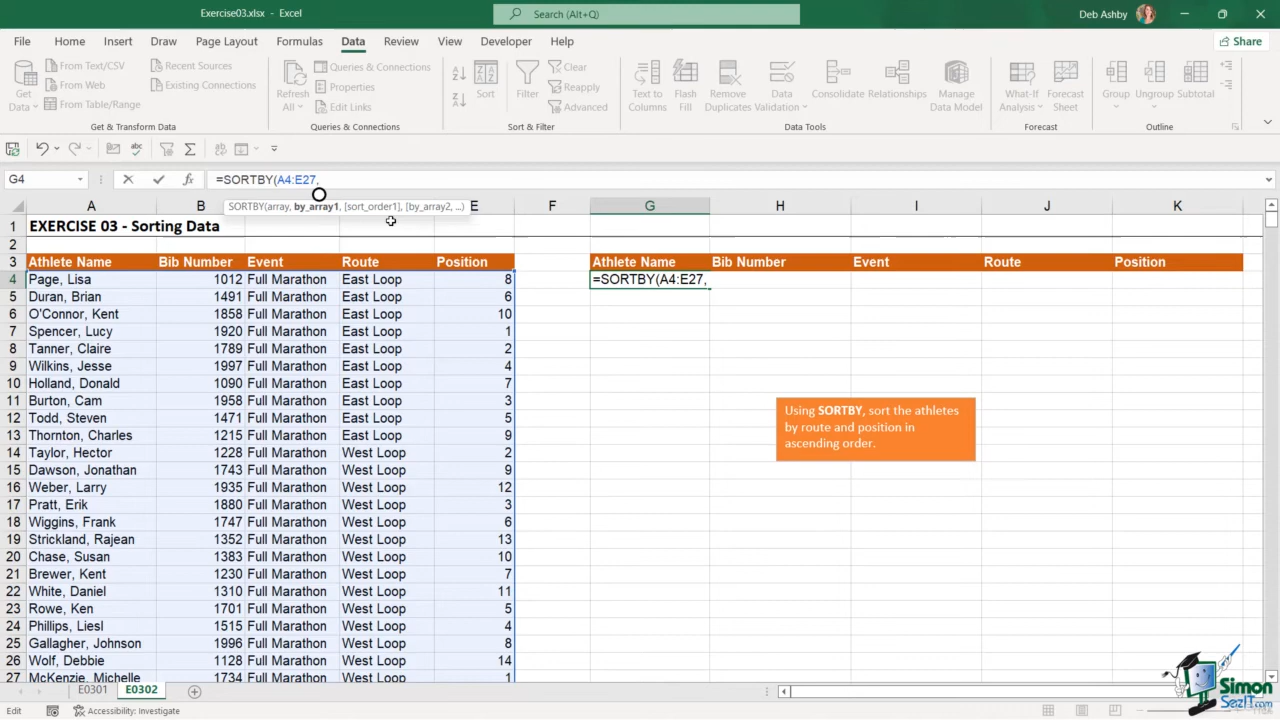 Exercise03.xlsx - Excel
Search (Alt+Q)
Deb Ashby
File Home Insert Draw Page Layout Formulas Data Review View Developer Help
Share
Get Data
From Text/CSV
From Web
From Table/Range
Recent Sources
Existing Connections
Get & Transform Data
Refresh All
Queries & Connections
Properties
Edit Links
Queries & Connections
Sort
Filter
Clear
Reapply
Advanced
Sort & Filter
Text to Columns
Flash Fill
Remove Duplicates
Data Validation
Consolidate
Relationships
Manage Data Model
Data Tools
What-If Analysis
Forecast Sheet
Forecast
Group
Ungroup
Subtotal
Outline
G4
=SORTBY(A4:E27,
SORTBY(array, by_array1, [sort_order1], [by_array2, ...)
A B E F G H I J K
1 EXERCISE 03 - Sorting Data
2
3 Athlete Name Bib Number Event Route Position Athlete Name Bib Number Event Route Position
4 Page, Lisa 1012 Full Marathon East Loop 8 =SORTBY(A4:E27,
5 Duran, Brian 1491 Full Marathon East Loop 6
6 O'Connor, Kent 1858 Full Marathon East Loop 10
7 Spencer, Lucy 1920 Full Marathon East Loop 1
8 Tanner, Claire 1789 Full Marathon East Loop 2
9 Wilkins, Jesse 1997 Full Marathon East Loop 4
10 Holland, Donald 1090 Full Marathon East Loop 7
11 Burton, Cam 1958 Full Marathon East Loop 3
12 Todd, Steven 1471 Full Marathon East Loop 5
13 Thornton, Charles 1215 Full Marathon East Loop 9
14 Taylor, Hector 1228 Full Marathon West Loop 2
15 Dawson, Jonathan 1743 Full Marathon West Loop 9
16 Weber, Larry 1935 Full Marathon West Loop 12
17 Pratt, Erik 1880 Full Marathon West Loop 3
18 Wiggins, Frank 1747 Full Marathon West Loop 6
19 Strickland, Rajean 1352 Full Marathon West Loop 13
20 Chase, Susan 1383 Full Marathon West Loop 10
21 Brewer, Kent 1230 Full Marathon West Loop 7
22 White, Daniel 1310 Full Marathon West Loop 11
23 Rowe, Ken 1701 Full Marathon West Loop 5
24 Phillips, Liesl 1515 Full Marathon West Loop 4
25 Gallagher, Johnson 1996 Full Marathon West Loop 8
26 Wolf, Debbie 1128 Full Marathon West Loop 14
27 McKenzie, Michelle 1734 Full Marathon West Loop 1
Using SORTBY, sort the athletes
by route and position in
ascending order.
E0301 E0302
Edit Accessibility: Investigate
Simon
SezIT.com